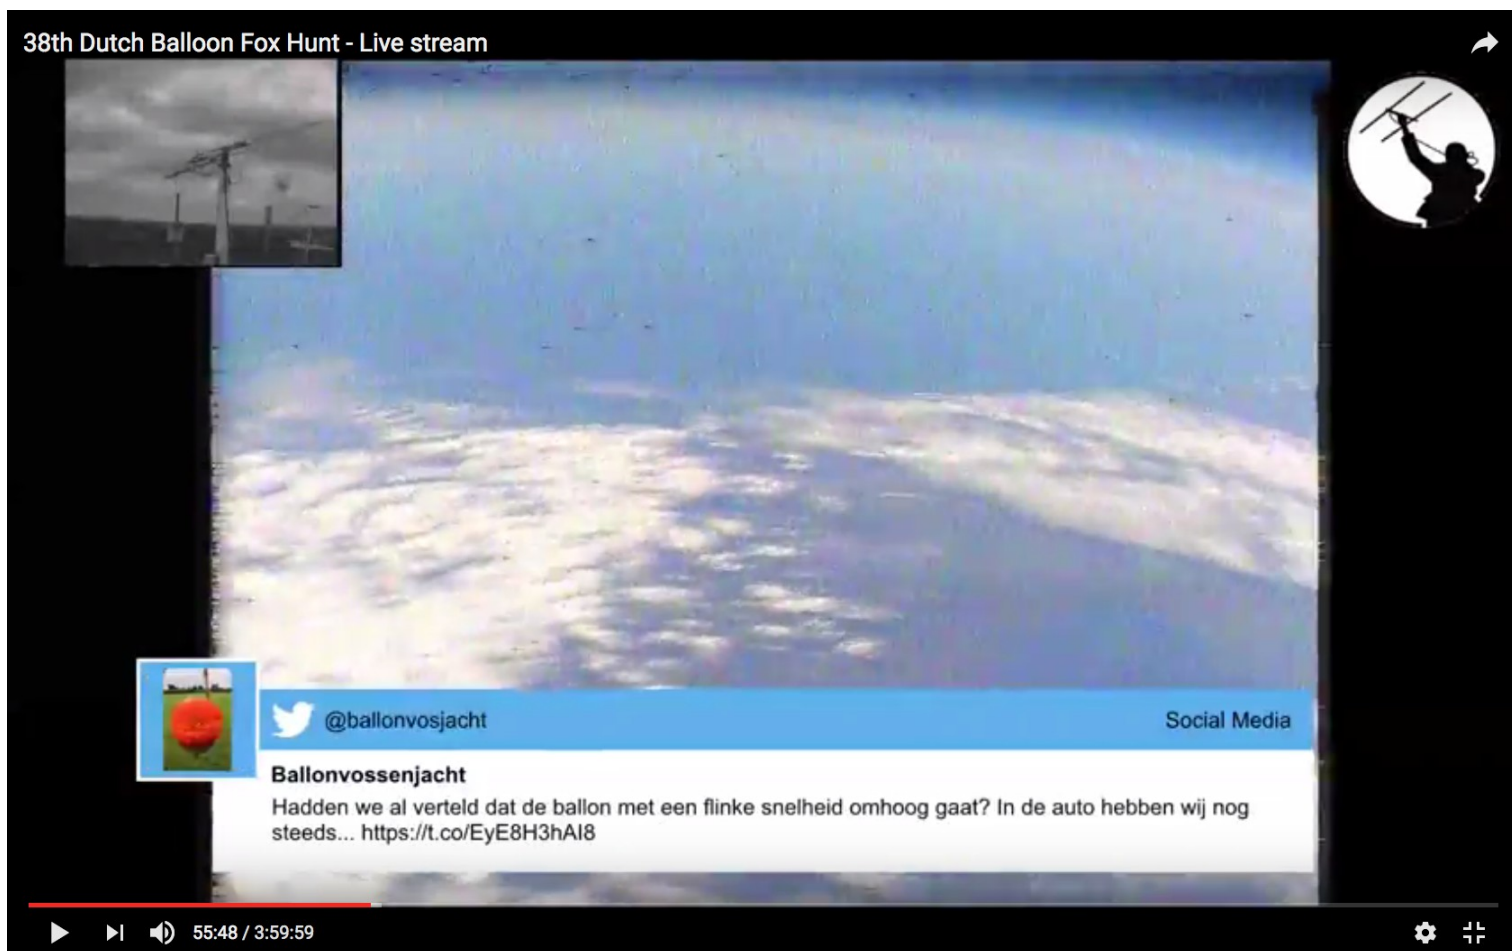 38th Dutch Balloon Fox Hunt - Live stream
@ballonvosjacht
Social Media
Ballonvossenjacht
Hadden we al verteld dat de ballon met een flinke snelheid omhoog gaat? In de auto hebben wij nog
steeds... https://t.co/EyE8H3hAI8
55:48 / 3:59:59